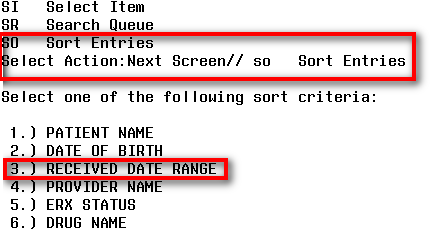 SI   Select Item
SR   Search Queue
SO   Sort Entries
Select Action:Next Screen// so   Sort Entries
Select one of the following sort criteria:
1.) PATIENT NAME
2.) DATE OF BIRTH
3.) RECEIVED DATE RANGE
4.) PROVIDER NAME
5.) ERX STATUS
6.) DRUG NAME